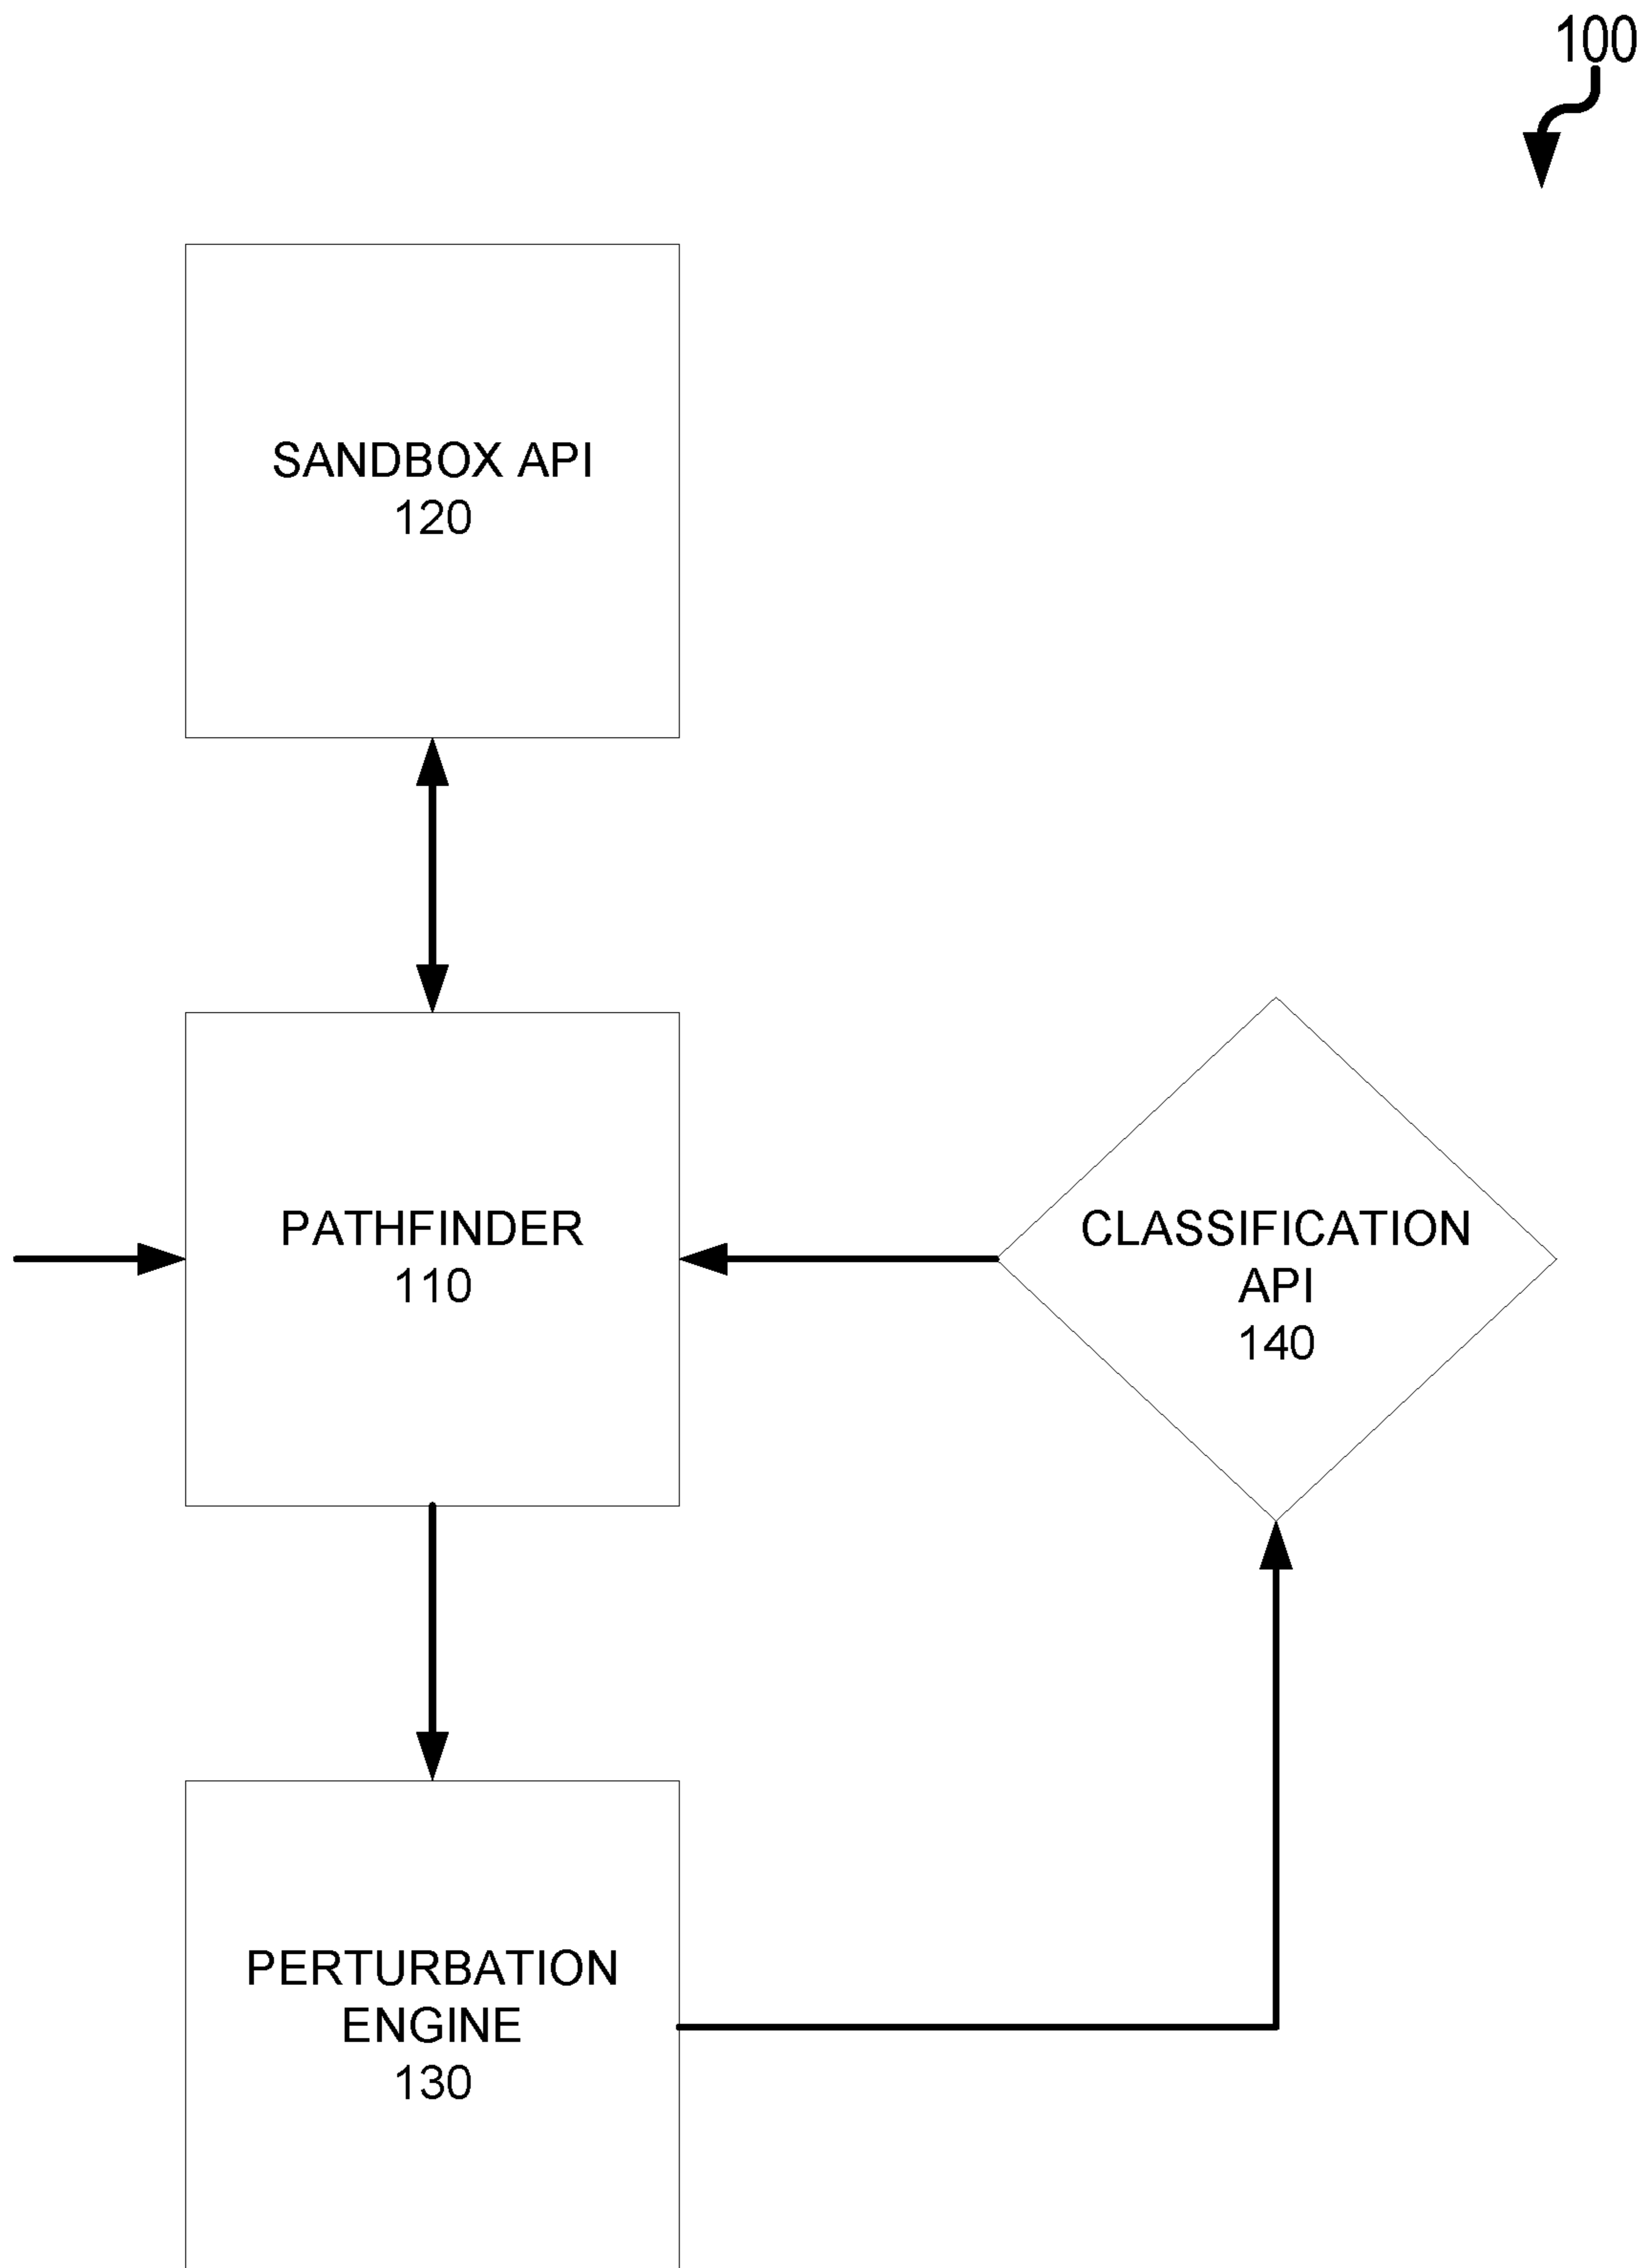 100
SANDBOX API
120
PATHFINDER
110
CLASSIFICATION
API
140
PERTURBATION
ENGINE
130